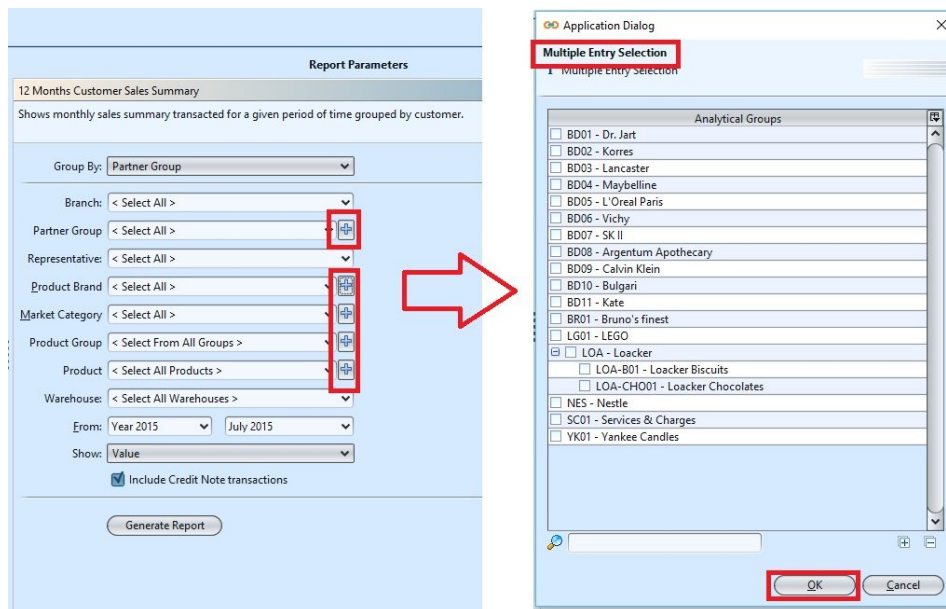 Report Parameters
12 Months Customer Sales Summary
Shows monthly sales summary transacted for a given period of time grouped by customer.
Group By: Partner Group
Branch: < Select All >
Partner Group < Select All >
Representative: < Select All >
Product Brand < Select All >
Market Category < Select All >
Product Group < Select From All Groups >
Product < Select All Products >
Warehouse: < Select All Warehouses >
From: Year 2015 July 2015
Show: Value
Include Credit Note transactions
Generate Report
Application Dialog
Multiple Entry Selection
Multiple Entry Selection
Analytical Groups
BD01 - Dr. Jart
BD02 - Korres
BD03 - Lancaster
BD04 - Maybelline
BD05 - L'Oreal Paris
BD06 - Vichy
BD07 - SK II
BD08 - Argentum Apothecary
BD09 - Calvin Klein
BD10 - Bulgari
BD11 - Kate
BR01 - Bruno's finest
LG01 - LEGO
LOA - Loacker
LOA-B01 - Loacker Biscuits
LOA-CHO01 - Loacker Chocolates
NES - Nestle
SC01 - Services & Charges
YK01 - Yankee Candles
OK Cancel